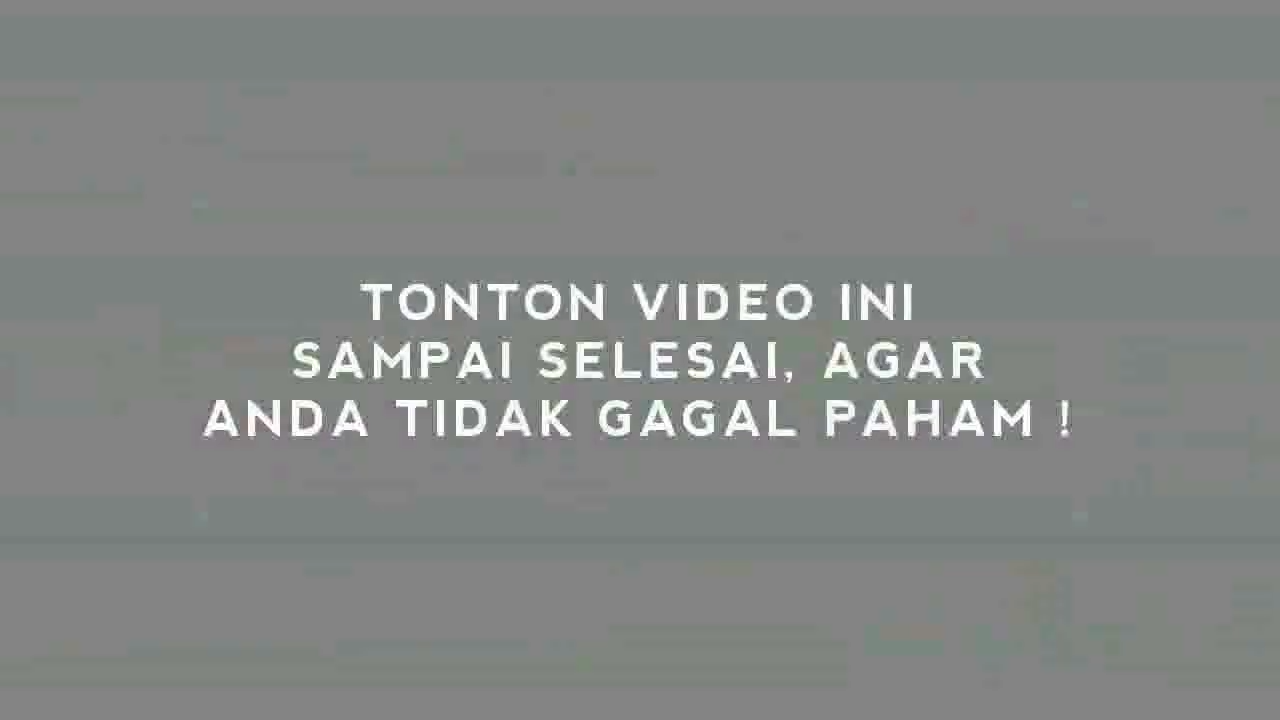 TONTON VIDEO INI
SAMPAI SELESAI, AGAR
ANDA TIDAK GAGAL PAHAM !